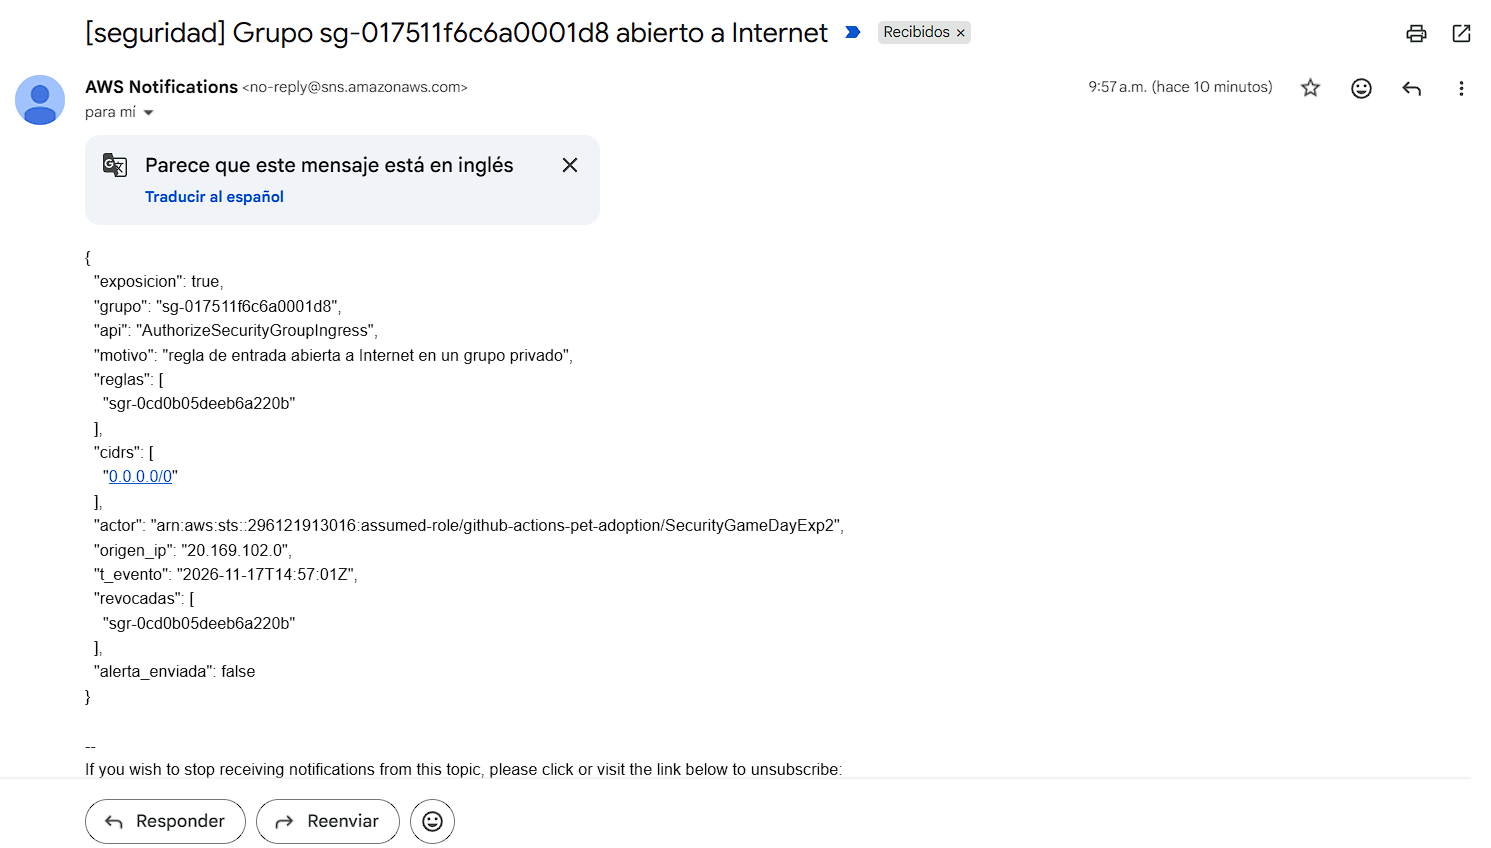 [seguridad] Grupo sg-017511f6c6a0001d8 abierto a Internet Recibidos ×
AWS Notifications <no-reply@sns.amazonaws.com> 9:57 a.m. (hace 10 minutos)
para mí
Parece que este mensaje está en inglés
Traducir al español
{
"exposicion": true,
"grupo": "sg-017511f6c6a0001d8",
"api": "AuthorizeSecurityGroupIngress",
"motivo": "regla de entrada abierta a Internet en un grupo privado",
"reglas": [
"sgr-0cd0b05deeb6a220b"
],
"cidrs": [
"0.0.0.0/0"
],
"actor": "arn:aws:sts::296121913016:assumed-role/github-actions-pet-adoption/SecurityGameDayExp2",
"origen_ip": "20.169.102.0",
"t_evento": "2026-11-17T14:57:01Z",
"revocadas": [
"sgr-0cd0b05deeb6a220b"
],
"alerta_enviada": false
}
--
If you wish to stop receiving notifications from this topic, please click or visit the link below to unsubscribe:
Responder
Reenviar